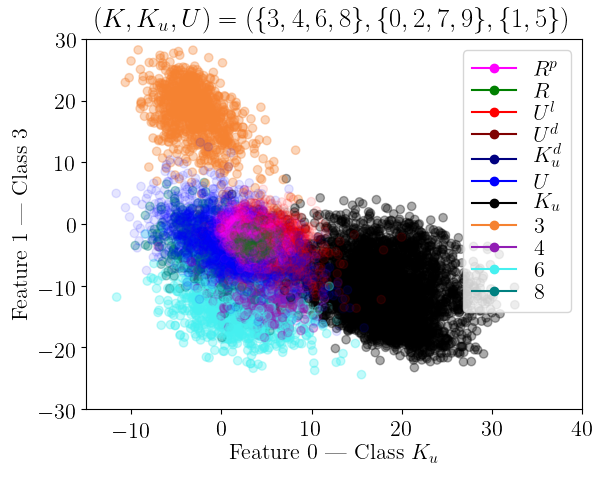 (K, K_u, U) = ({3, 4, 6, 8}, {0, 2, 7, 9}, {1, 5})
30
20
10
0
−10
−20
−30
Feature 1 — Class 3
−10
0
10
20
30
40
Feature 0 — Class K_u
R^p
R
U^l
U^d
K_u^d
U
K_u
3
4
6
8